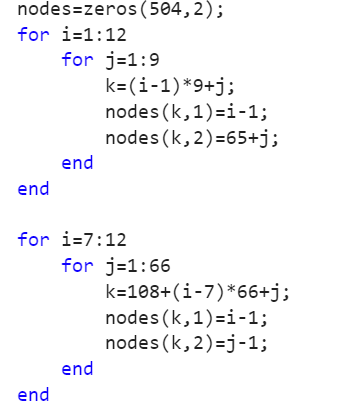 nodes=zeros(504,2);
for i=1:12
    for j=1:9
        k=(i-1)*9+j;
        nodes(k,1)=i-1;
        nodes(k,2)=65+j;
    end
end

for i=7:12
    for j=1:66
        k=108+(i-7)*66+j;
        nodes(k,1)=i-1;
        nodes(k,2)=j-1;
    end
end